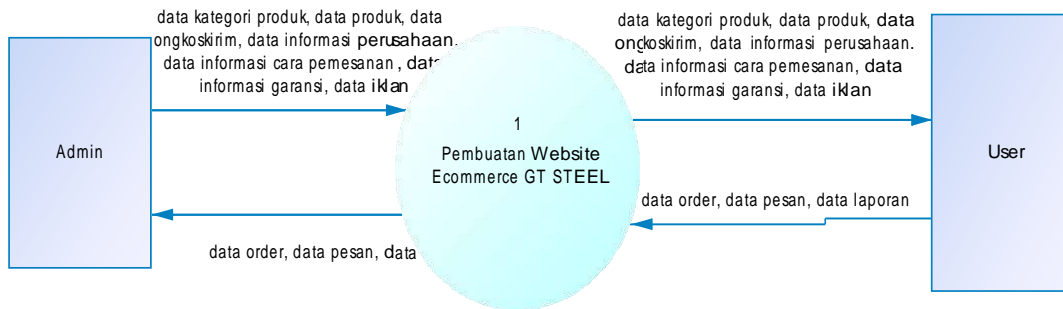 data kategori produk, data produk, data
ongkoskirim, data informasi perusahaan.
data informasi cara pemesanan , data
informasi garansi, data iklan
Admin
data order, data pesan, data
1
Pembuatan Website
Ecommerce GT STEEL
data kategori produk, data produk, data
ongkoskirim, data informasi perusahaan.
data informasi cara pemesanan, data
informasi garansi, data iklan
User
data order, data pesan, data laporan